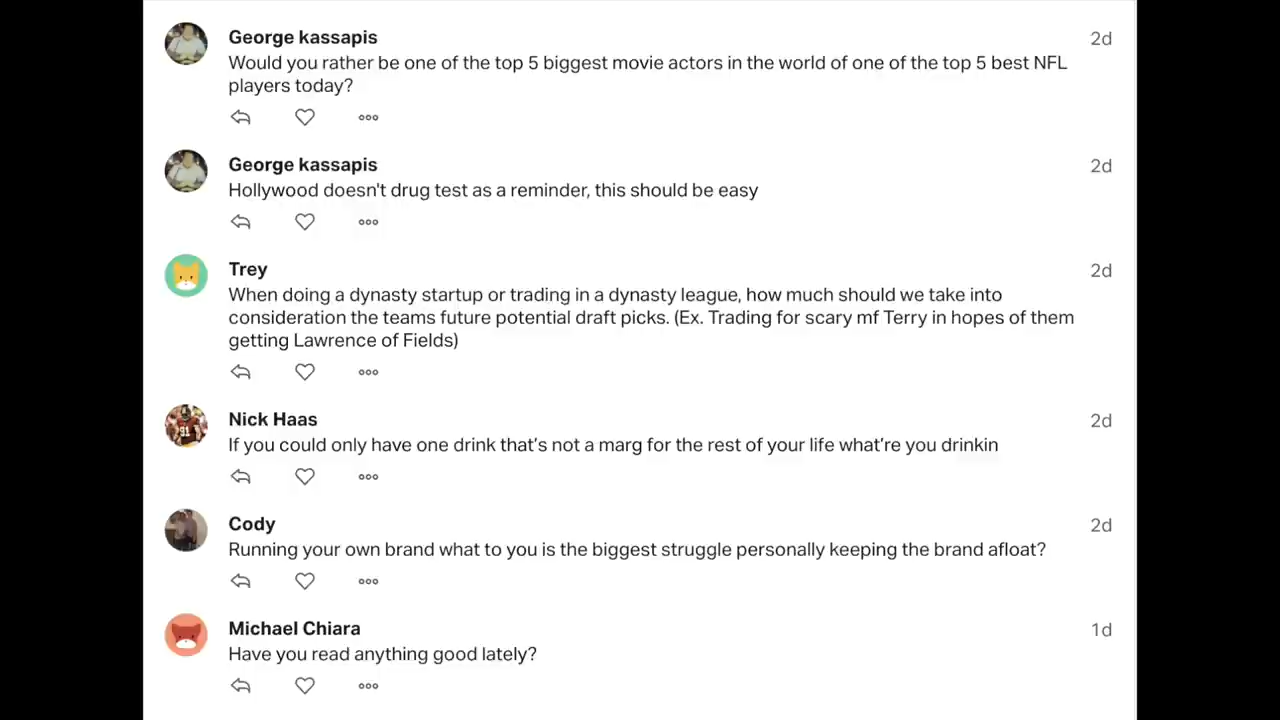 George kassapis
2d
Would you rather be one of the top 5 biggest movie actors in the world of one of the top 5 best NFL
players today?
George kassapis
2d
Hollywood doesn't drug test as a reminder, this should be easy
Trey
2d
When doing a dynasty startup or trading in a dynasty league, how much should we take into
consideration the teams future potential draft picks. (Ex. Trading for scary mf Terry in hopes of them
getting Lawrence of Fields)
Nick Haas
2d
If you could only have one drink that’s not a marg for the rest of your life what’re you drinkin
Cody
2d
Running your own brand what to you is the biggest struggle personally keeping the brand afloat?
Michael Chiara
1d
Have you read anything good lately?